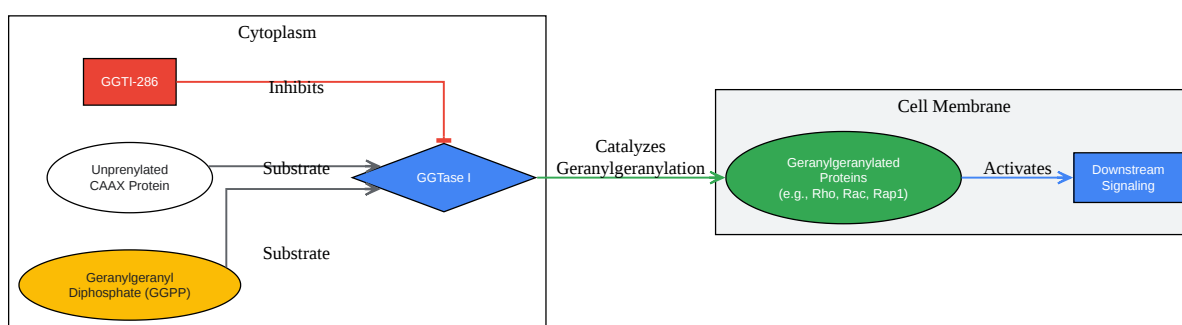 Cytoplasm
GGTI-286
Inhibits
Unprenylated
CAAX Protein
Substrate
GGTase I
Geranylgeranyl
Diphosphate (GGPP)
Substrate
Catalyzes
Geranylgeranylation
Cell Membrane
Geranylgeranylated
Proteins
(e.g., Rho, Rac, Rap1)
Activates
Downstream
Signaling